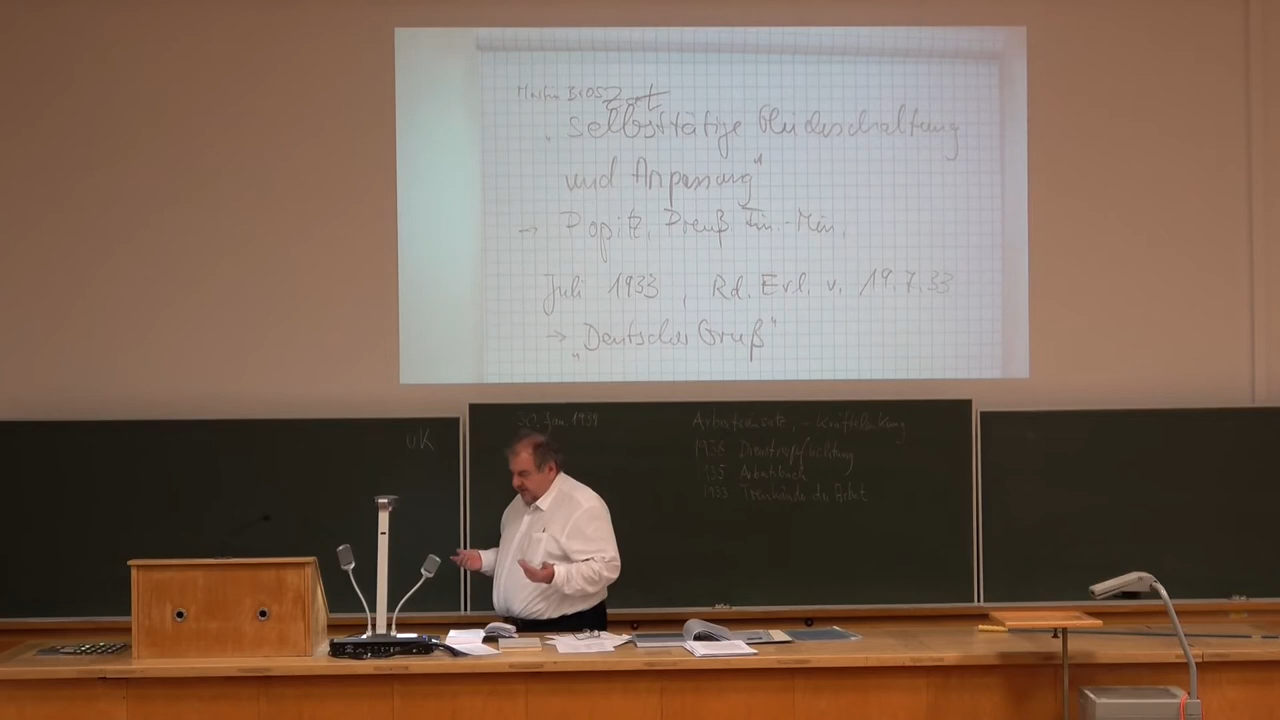 Martin Broszat
„selbsttätige Gleichschaltung
und Anpassung"
→ Popitz, Preuß Fin.-Min.
Juli 1933, Rd. Erl. v. 19.7.33
→ „Deutscher Gruß"
uK
30. Jan. 1939
Arbeitseinsatz, - Kräftelenkung
1938 Dienstverpflichtung
1935 Arbeitsbuch
1933 Treuhänder der Arbeit